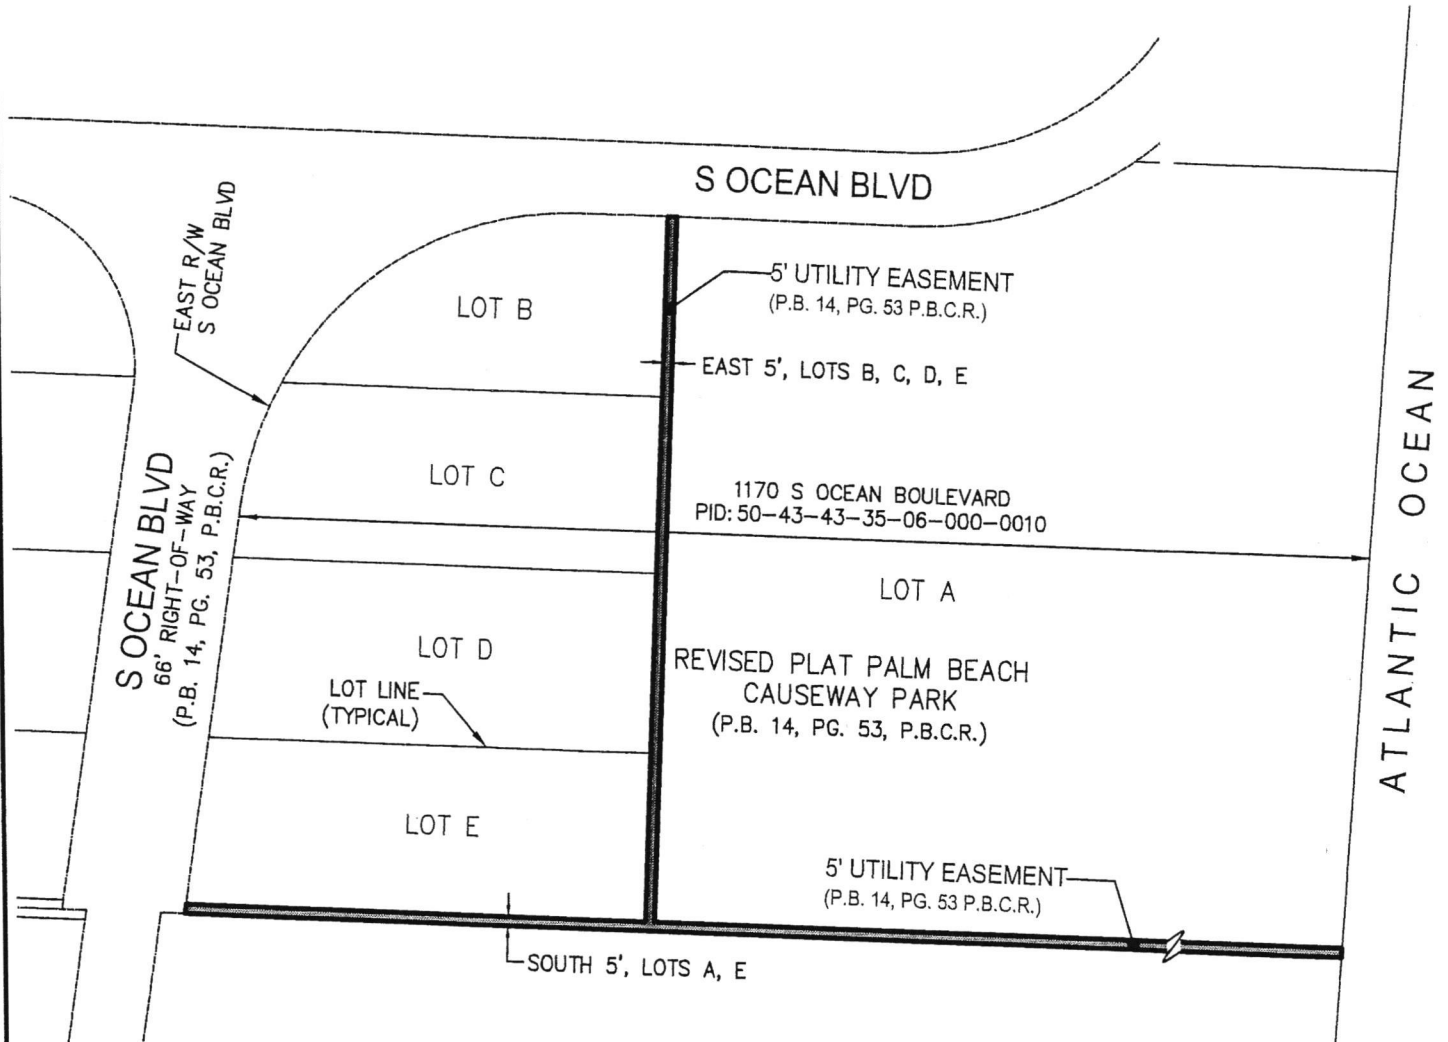 S OCEAN BLVD
EAST R/W
S OCEAN BLVD
5' UTILITY EASEMENT
(P.B. 14, PG. 53 P.B.C.R.)
LOT B
EAST 5', LOTS B, C, D, E
LOT C
1170 S OCEAN BOULEVARD
PID: 50-43-43-35-06-000-0010
S OCEAN BLVD
66' RIGHT-OF-WAY
(P.B. 14, PG. 53, P.B.C.R.)
LOT A
ATLANTIC OCEAN
LOT D
REVISED PLAT PALM BEACH
CAUSEWAY PARK
(P.B. 14, PG. 53, P.B.C.R.)
LOT LINE
(TYPICAL)
LOT E
5' UTILITY EASEMENT
(P.B. 14, PG. 53 P.B.C.R.)
SOUTH 5', LOTS A, E